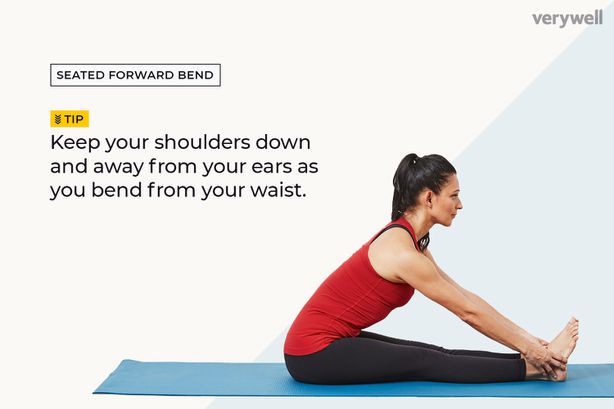 verywell
SEATED FORWARD BEND
TIP
Keep your shoulders down
and away from your ears as
you bend from your waist.